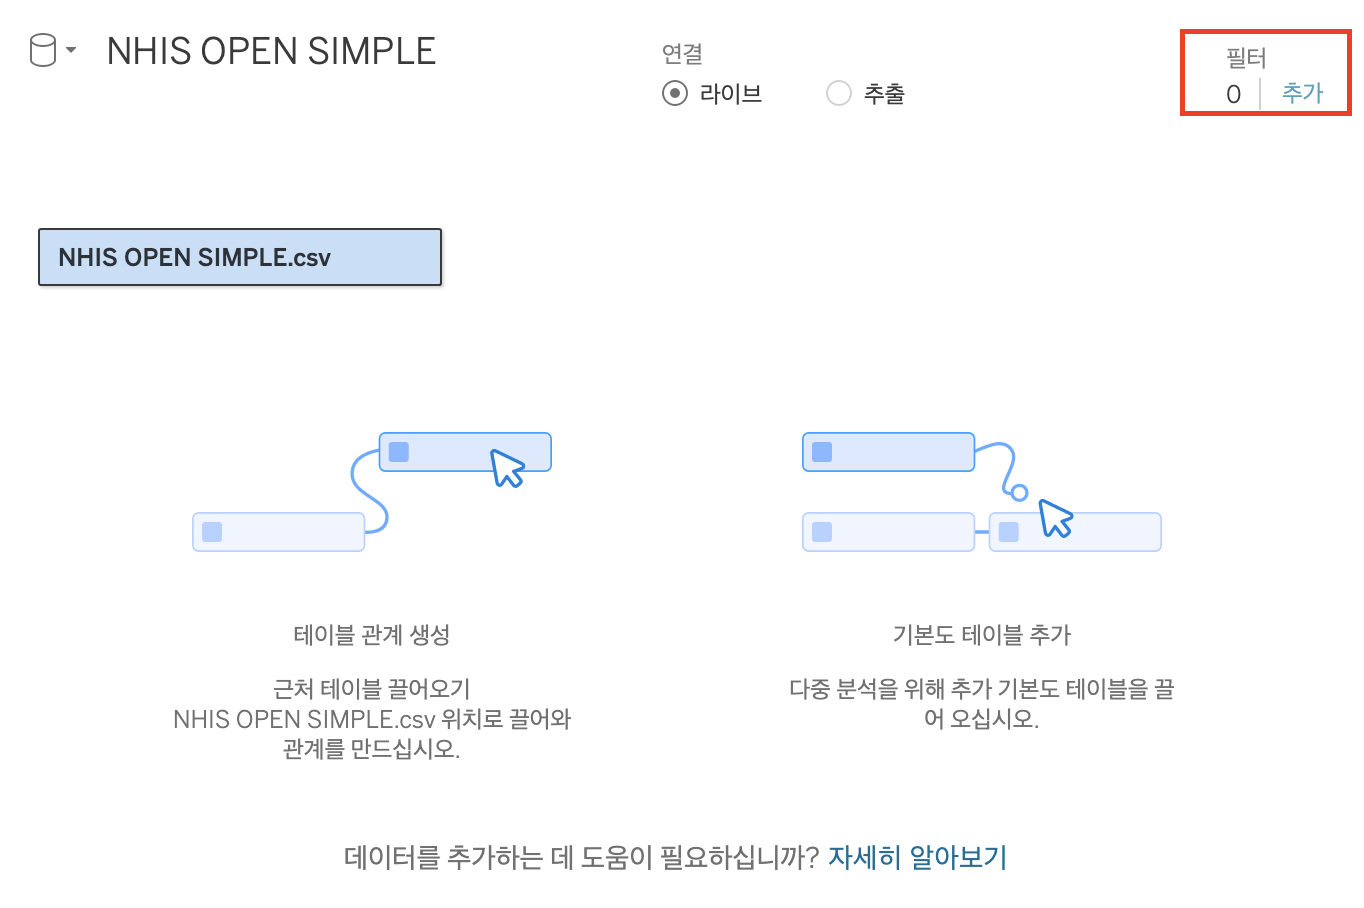 NHIS OPEN SIMPLE
연결
라이브
추출
필터
0
추가
NHIS OPEN SIMPLE.csv
테이블 관계 생성
근처 테이블 끌어오기
NHIS OPEN SIMPLE.csv 위치로 끌어와
관계를 만드십시오.
기본도 테이블 추가
다중 분석을 위해 추가 기본도 테이블을 끌
어 오십시오.
데이터를 추가하는 데 도움이 필요하십니까? 자세히 알아보기